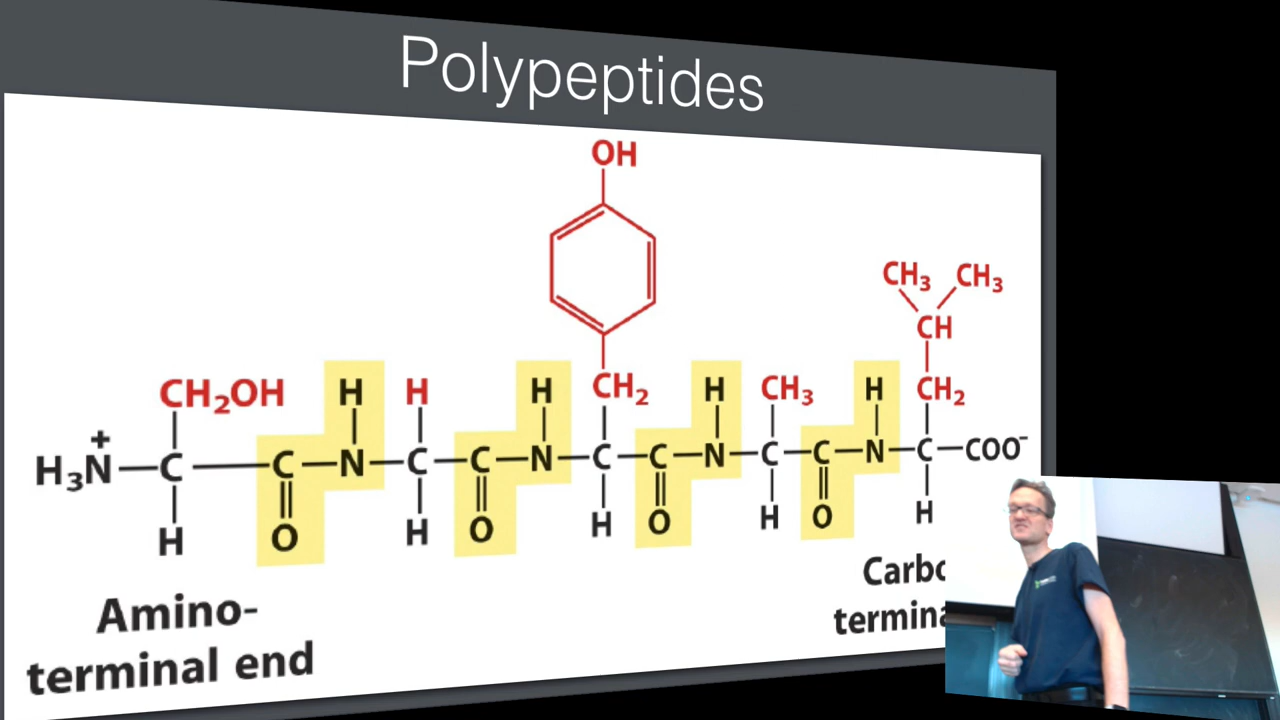 Polypeptides
OH
CH₃ CH₃
CH
CH₂OH H H H CH₂ H CH₃ H CH₂
H₃N⁺—C—C—N—C—C—N—C—C—N—C—C—N—C—COO⁻
H O H O H O H O H
Amino-
terminal end